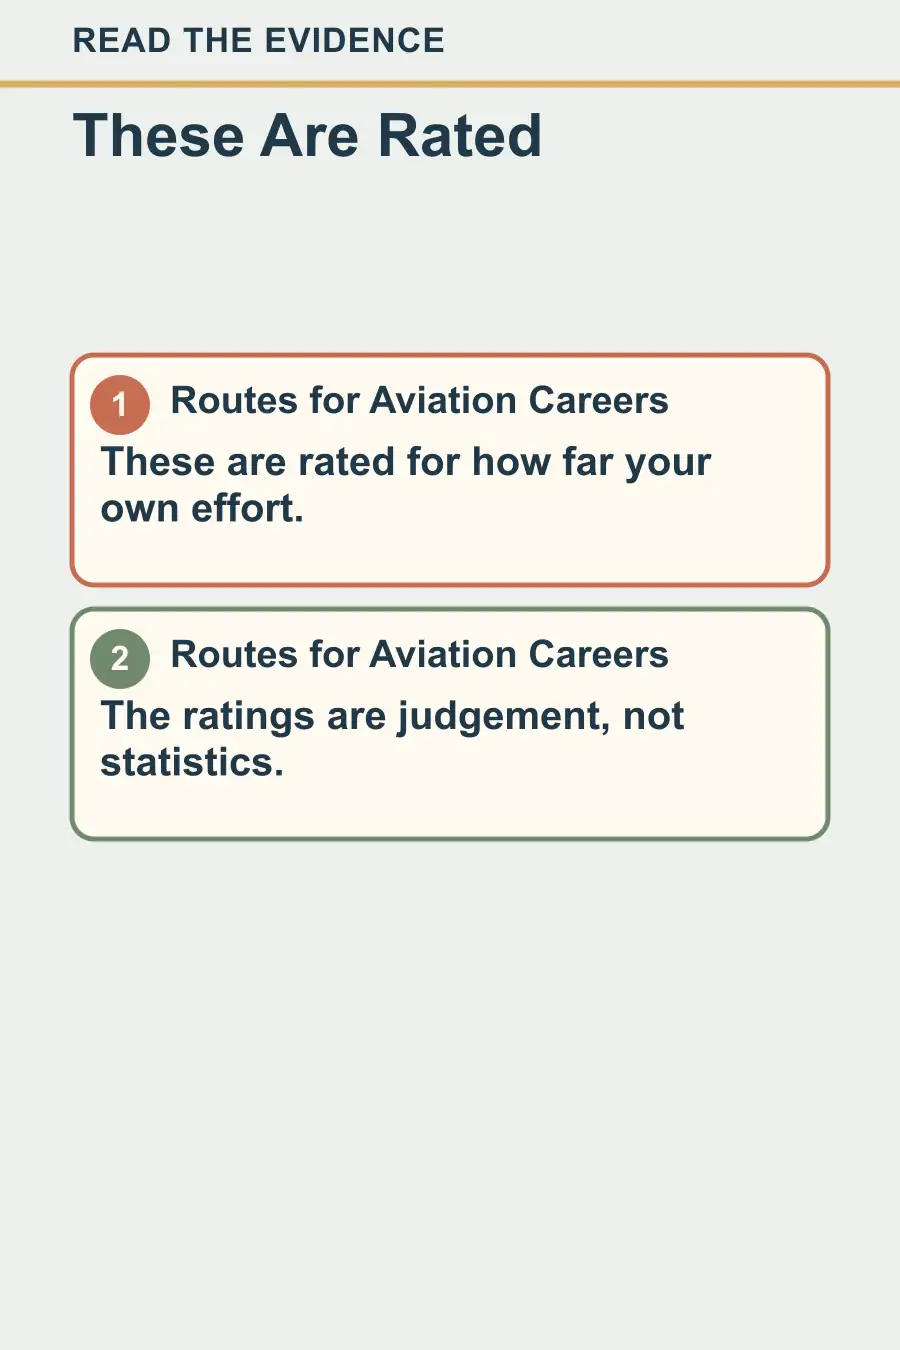 READ THE EVIDENCE
These Are Rated
1
Routes for Aviation Careers
These are rated for how far your
own effort.
2
Routes for Aviation Careers
The ratings are judgement, not
statistics.